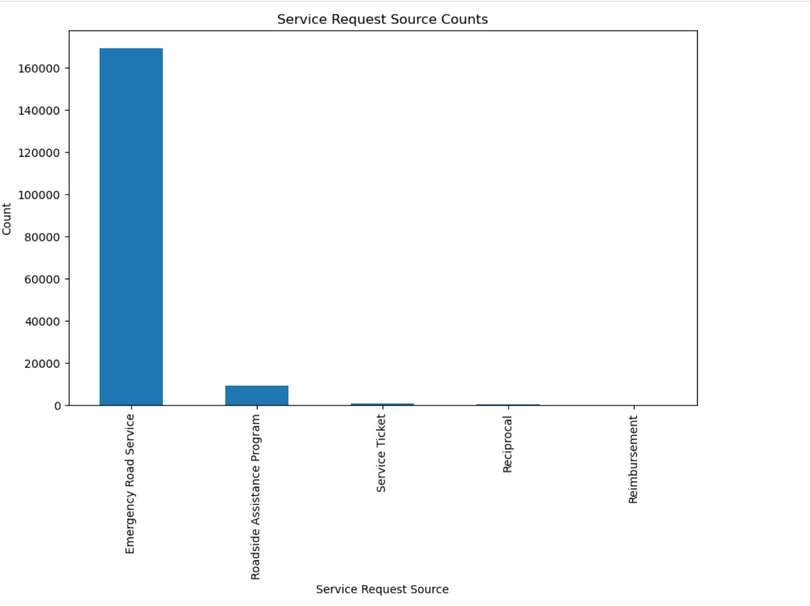 Service Request Source Counts
160000
140000
120000
100000
80000
60000
40000
20000
0
Count
Emergency Road Service
Roadside Assistance Program
Service Ticket
Reciprocal
Reimbursement
Service Request Source